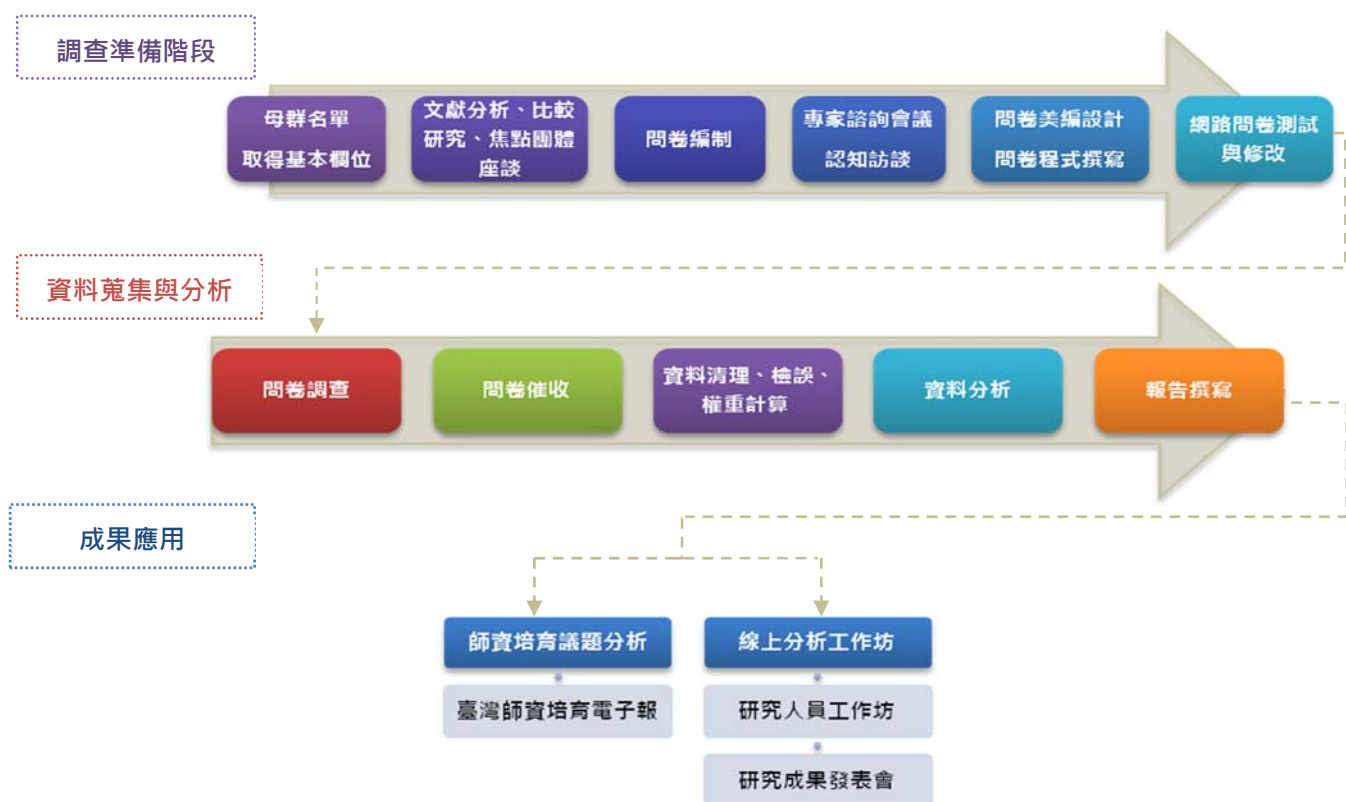 調查準備階段
母群名單
取得基本欄位
文獻分析、比較
研究、焦點團體
座談
問卷編制
專家諮詢會議
認知訪談
問卷美編設計
問卷程式撰寫
網路問卷測試
與修改
資料蒐集與分析
問卷調查
問卷催收
資料清理、檢誤、
權重計算
資料分析
報告撰寫
成果應用
師資培育議題分析
線上分析工作坊
臺灣師資培育電子報
研究人員工作坊
研究成果發表會